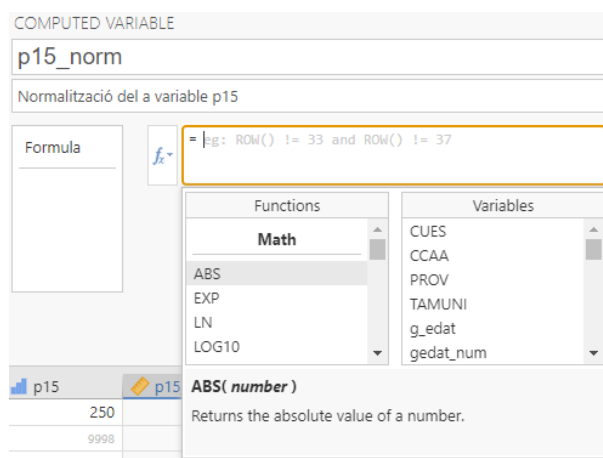 COMPUTED VARIABLE
p15_norm
Normalització del a variable p15
Formula
fx
= eg: ROW() != 33 and ROW() != 37
Functions
Variables
Math
ABS
EXP
LN
LOG10
CUES
CCAA
PROV
TAMUNI
g_edat
gedat_num
p15
p15
250
9998
ABS( number )
Returns the absolute value of a number.